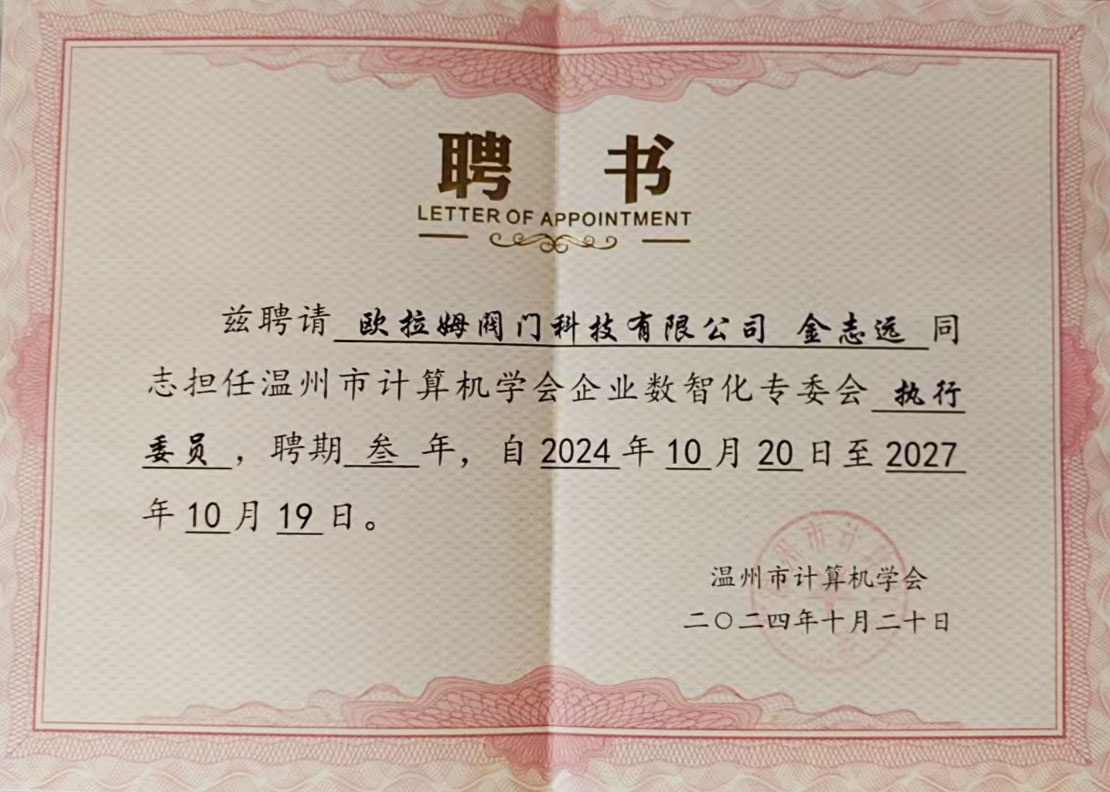 聘 书
LETTER OF APPOINTMENT
兹聘请 欧拉姆阀门科技有限公司 金志远 同
志担任温州市计算机学会企业数智化专委会 执行
委员 ，聘期 叁 年，自 2024 年 10 月 20 日至 2027
年 10 月 19 日。
温州市计算机学会
二〇二四年十月二十日